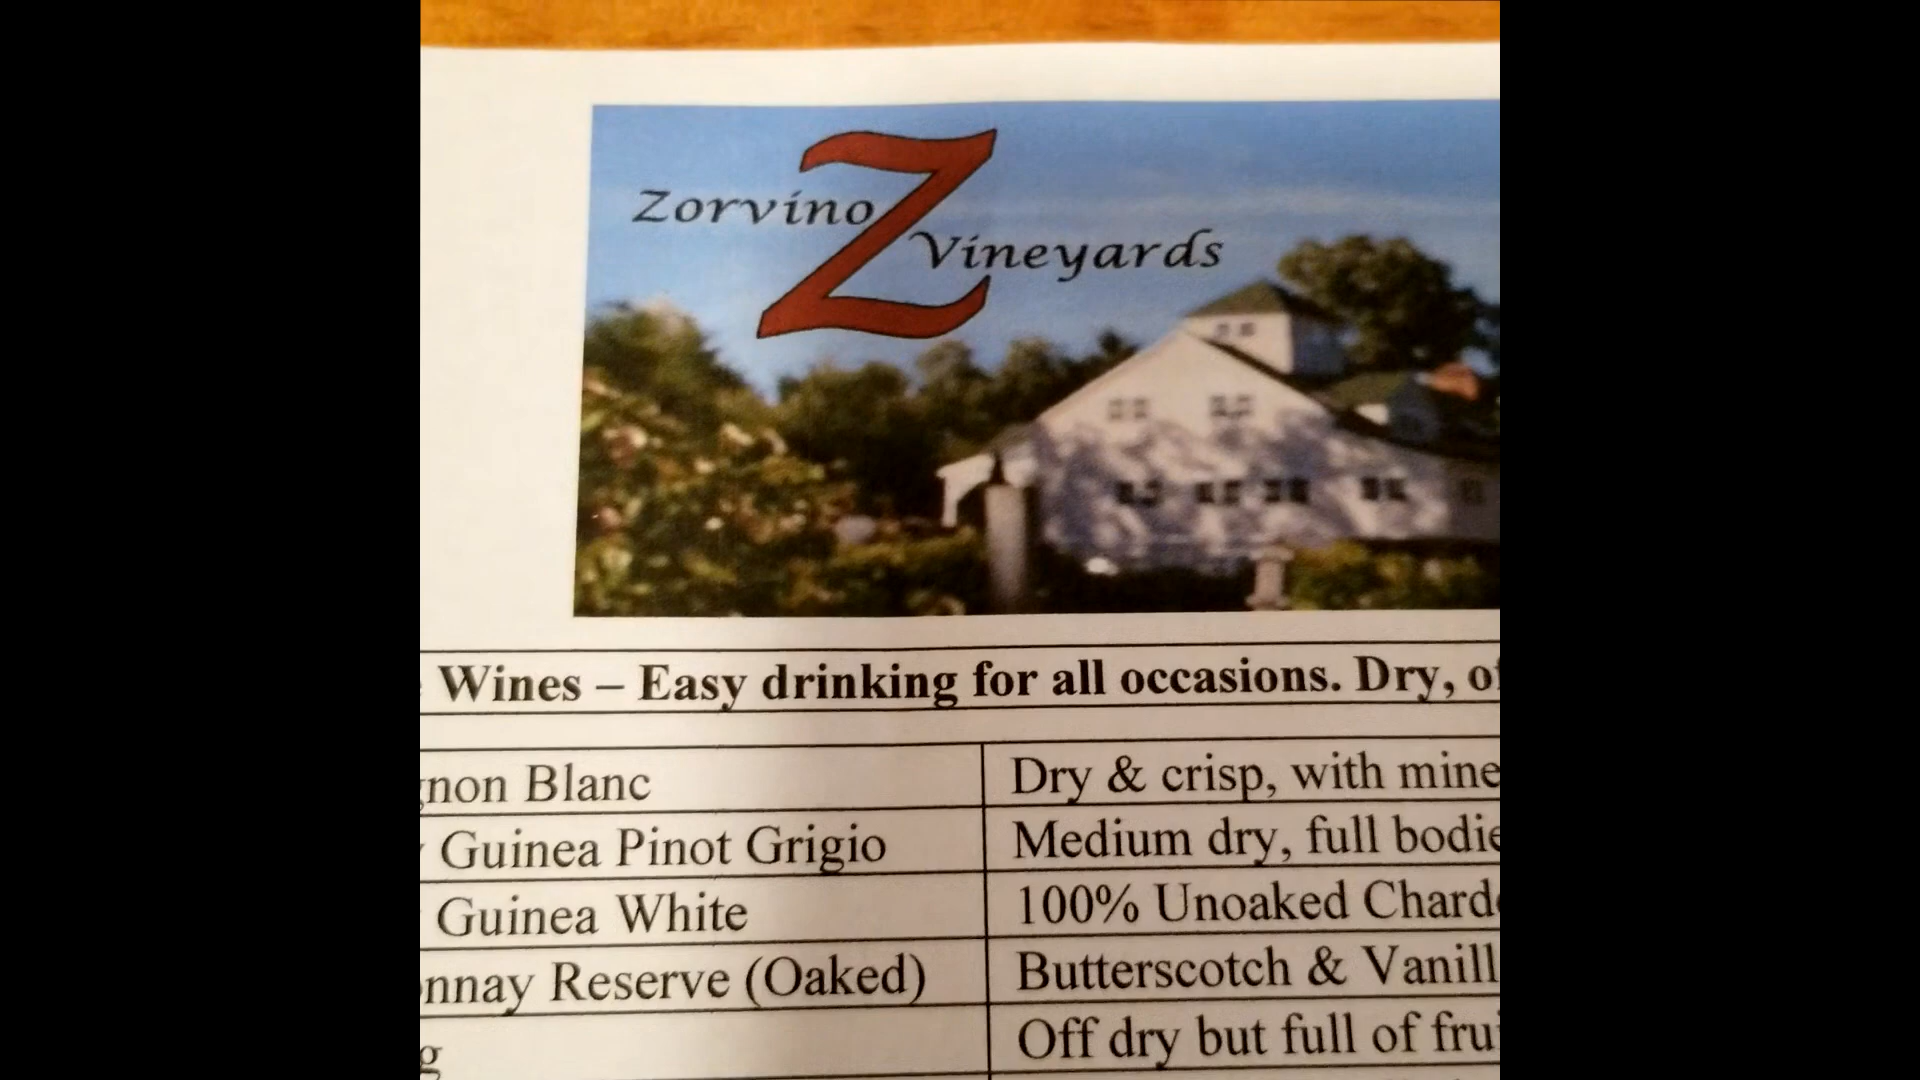 Zorvino
Z
Vineyards
Wines – Easy drinking for all occasions. Dry,
Blanc
Dry & crisp, with
Guinea Pinot Grigio
Medium dry, full
Guinea White
100% Unoaked
Reserve (Oaked)
Butterscotch &
Off dry but full of